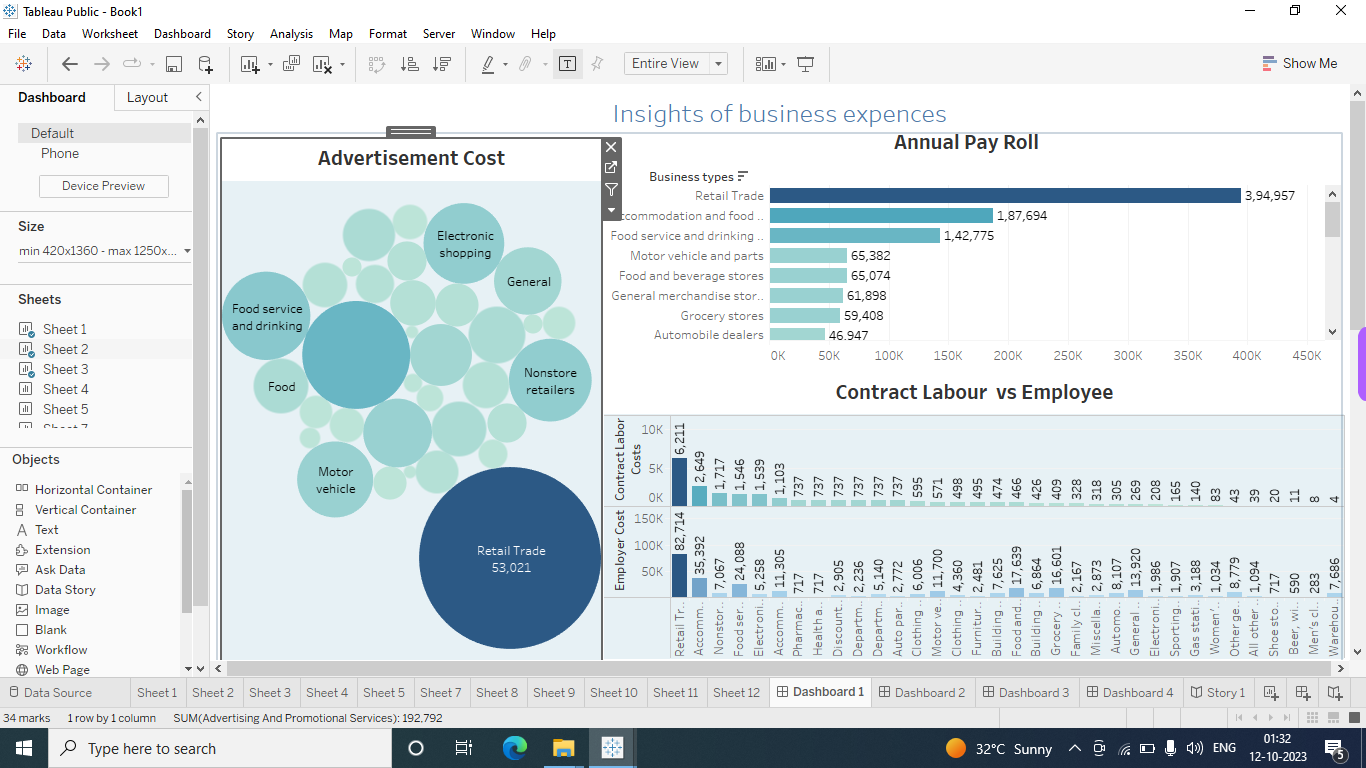 Tableau Public - Book1
File Data Worksheet Dashboard Story Analysis Map Format Server Window Help
Entire View
Show Me
Dashboard Layout
Default
Phone
Device Preview
Size
min 420x1360 - max 1250x...
Sheets
Sheet 1
Sheet 2
Sheet 3
Sheet 4
Sheet 5
Objects
Horizontal Container
Vertical Container
Text
Extension
Ask Data
Data Story
Image
Blank
Workflow
Web Page
Insights of business expences
Advertisement Cost
Electronic
shopping
General
Food service
and drinking
Food
Nonstore
retailers
Motor
vehicle
Retail Trade
53,021
Annual Pay Roll
Business types
Retail Trade 3,94,957
ccommodation and food .. 1,87,694
Food service and drinking .. 1,42,775
Motor vehicle and parts 65,382
Food and beverage stores 65,074
General merchandise stor.. 61,898
Grocery stores 59,408
Automobile dealers 46,947
0K 50K 100K 150K 200K 250K 300K 350K 400K 450K
Contract Labour vs Employee
Contract Labor
Costs
10K
5K
0K
6,211 2,649 1,717 1,546 1,539 1,103 737 737 737 737 737 737 595 571 498 495 474 466 426 409 328 318 305 269 208 165 140 83 43 39 20 11 8 4
Employer Cost
150K
100K
50K
82,714 35,392 7,067 24,088 5,258 11,305 717 717 2,905 2,236 5,140 2,772 6,006 11,700 4,360 2,481 7,625 17,639 6,864 16,601 2,167 2,873 8,107 13,920 1,986 1,907 3,188 1,034 8,779 1,094 717 590 283 7,686
Retail Tr.. Accomm.. Nonstor.. Food ser.. Electroni.. Accomm.. Pharmac.. Health a.. Discount.. Departm.. Departm.. Auto par.. Clothing .. Motor ve.. Clothing .. Furnitur.. Building .. Food and.. Building .. Grocery .. Family cl.. Miscella.. Automo.. General .. Electroni.. Sporting.. Gas stati.. Women'.. Other ge.. All other .. Shoe sto.. Beer, wi.. Men's cl.. Warehou..
Data Source Sheet 1 Sheet 2 Sheet 3 Sheet 4 Sheet 5 Sheet 7 Sheet 8 Sheet 9 Sheet 10 Sheet 11 Sheet 12 Dashboard 1 Dashboard 2 Dashboard 3 Dashboard 4 Story 1
34 marks 1 row by 1 column SUM(Advertising And Promotional Services): 192,792
Type here to search
32°C Sunny
ENG
01:32
12-10-2023
5